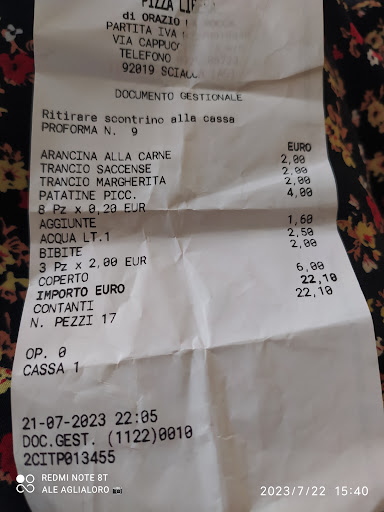 PIZZA
di ORAZIO
PARTITA IVA
VIA CAPPUC
TELEFONO
92019 SCIACCA
DOCUMENTO GESTIONALE
Ritirare scontrino alla cassa
PROFORMA N. 9
EURO
ARANCINA ALLA CARNE 2,00
TRANCIO SACCENSE 2,00
TRANCIO MARGHERITA 2,00
PATATINE PICC. 4,00
8 Pz x 0,20 EUR
AGGIUNTE 1,60
ACQUA LT.1 2,50
BIBITE 2,00
3 Pz x 2,00 EUR
COPERTO 6,00
IMPORTO EURO 22,10
CONTANTI 22,10
N. PEZZI 17
OP. 0
CASSA 1
21-07-2023 22:05
DOC.GEST. (1122)0010
2CITP013455
REDMI NOTE 8T
ALE AGLIALORO
2023/7/22 15:40